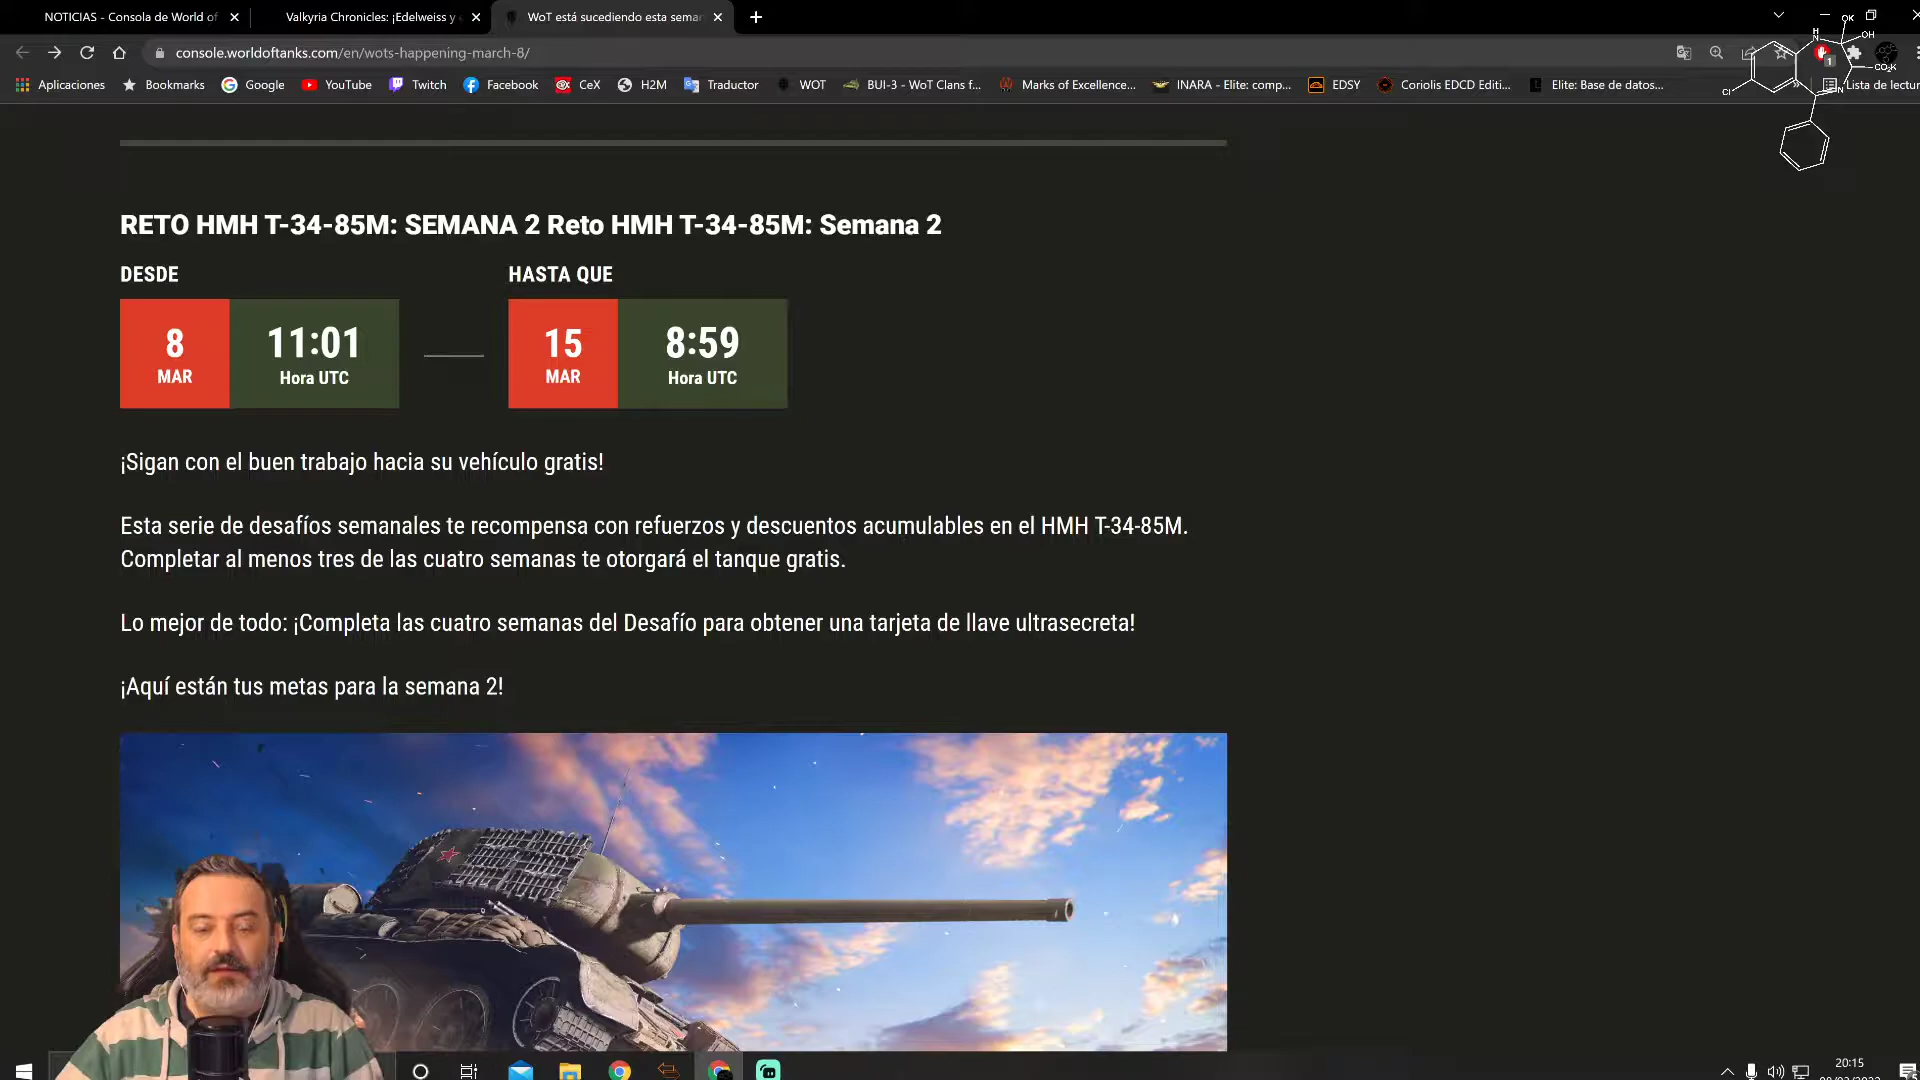 NOTICIAS - Consola de World of
Valkyria Chronicles: ¡Edelweiss y
WoT está sucediendo esta sema
console.worldoftanks.com/en/wots-happening-march-8/
Aplicaciones
Bookmarks
Google
YouTube
Twitch
Facebook
CeX
H2M
Traductor
WOT
BUI-3 - WoT Clans f...
Marks of Excellence...
INARA - Elite: comp...
EDSY
Coriolis EDCD Editi...
Elite: Base de datos...
Lista de lectur
OK
OH
H
N
CO₂K
N
Cl
1
RETO HMH T-34-85M: SEMANA 2 Reto HMH T-34-85M: Semana 2
DESDE
HASTA QUE
8
MAR
11:01
Hora UTC
15
MAR
8:59
Hora UTC
¡Sigan con el buen trabajo hacia su vehículo gratis!
Esta serie de desafíos semanales te recompensa con refuerzos y descuentos acumulables en el HMH T-34-85M.
Completar al menos tres de las cuatro semanas te otorgará el tanque gratis.
Lo mejor de todo: ¡Completa las cuatro semanas del Desafío para obtener una tarjeta de llave ultrasecreta!
¡Aquí están tus metas para la semana 2!
20:15